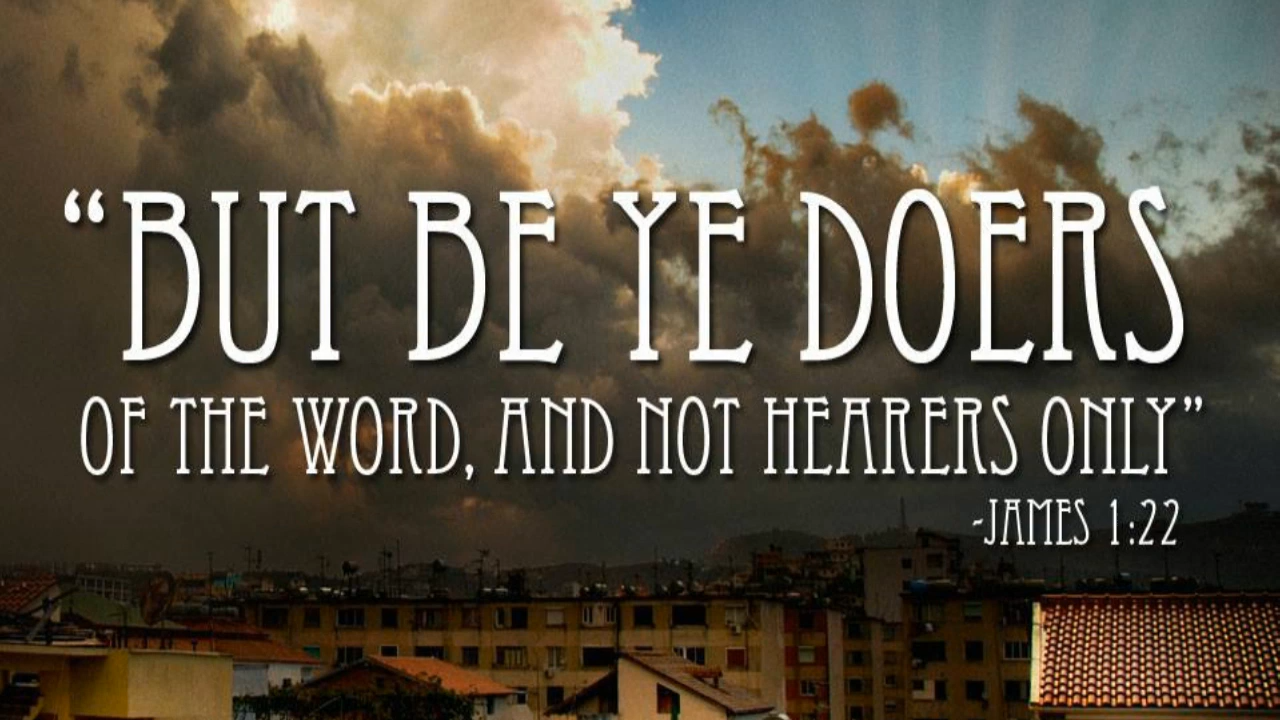 “BUT BE YE DOERS
OF THE WORD, AND NOT HEARERS ONLY”
-JAMES 1:22